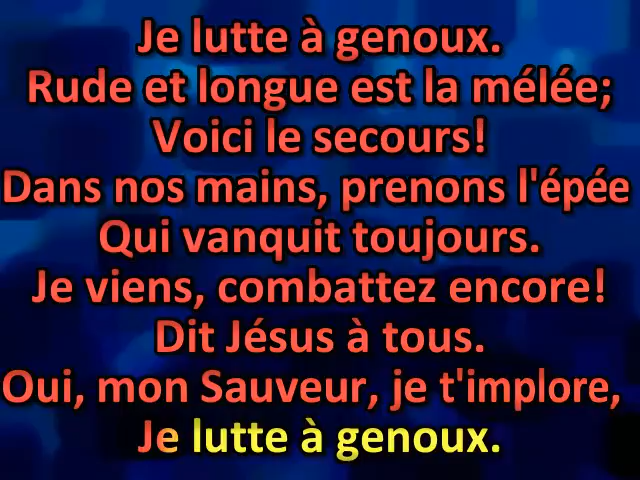 Je lutte à genoux.
Rude et longue est la mélée;
Voici le secours!
Dans nos mains, prenons l'épée
Qui vanquit toujours.
Je viens, combattez encore!
Dit Jésus à tous.
Oui, mon Sauveur, je t'implore,
Je lutte à genoux.